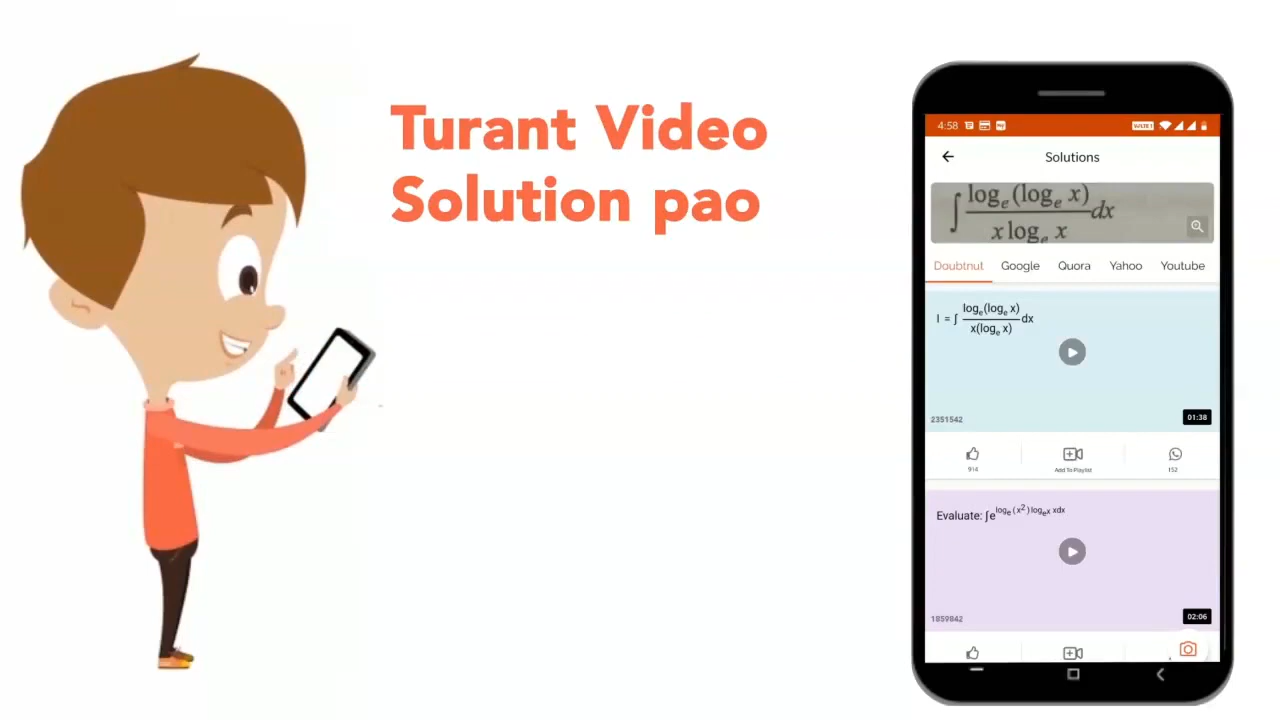 Turant Video
Solution pao
4:58
Solutions
∫ log_e (log_e x) / x log_e x dx
Doubtnut Google Quora Yahoo Youtube
I = ∫ log_e(log_e x) / x(log_e x) dx
2351542
01:38
914
Add To Playlist
152
Evaluate: ∫e^log_e (x^2) log_e x xdx
1859842
02:06